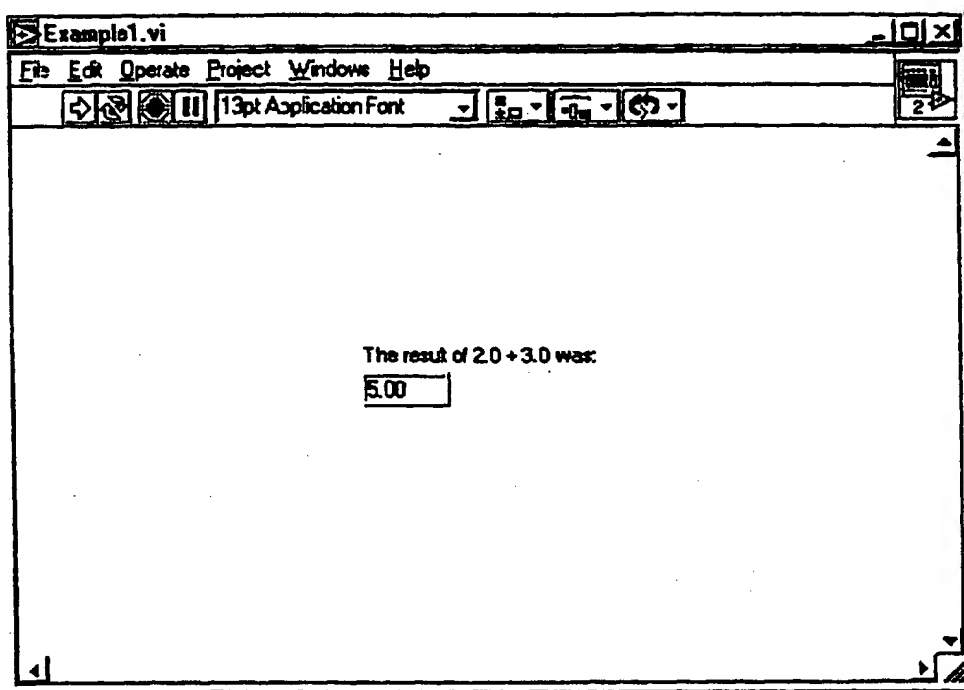 Example1.vi
File Edit Operate Project Windows Help
13pt Application Font
2
The result of 2.0 + 3.0 was:
5.00